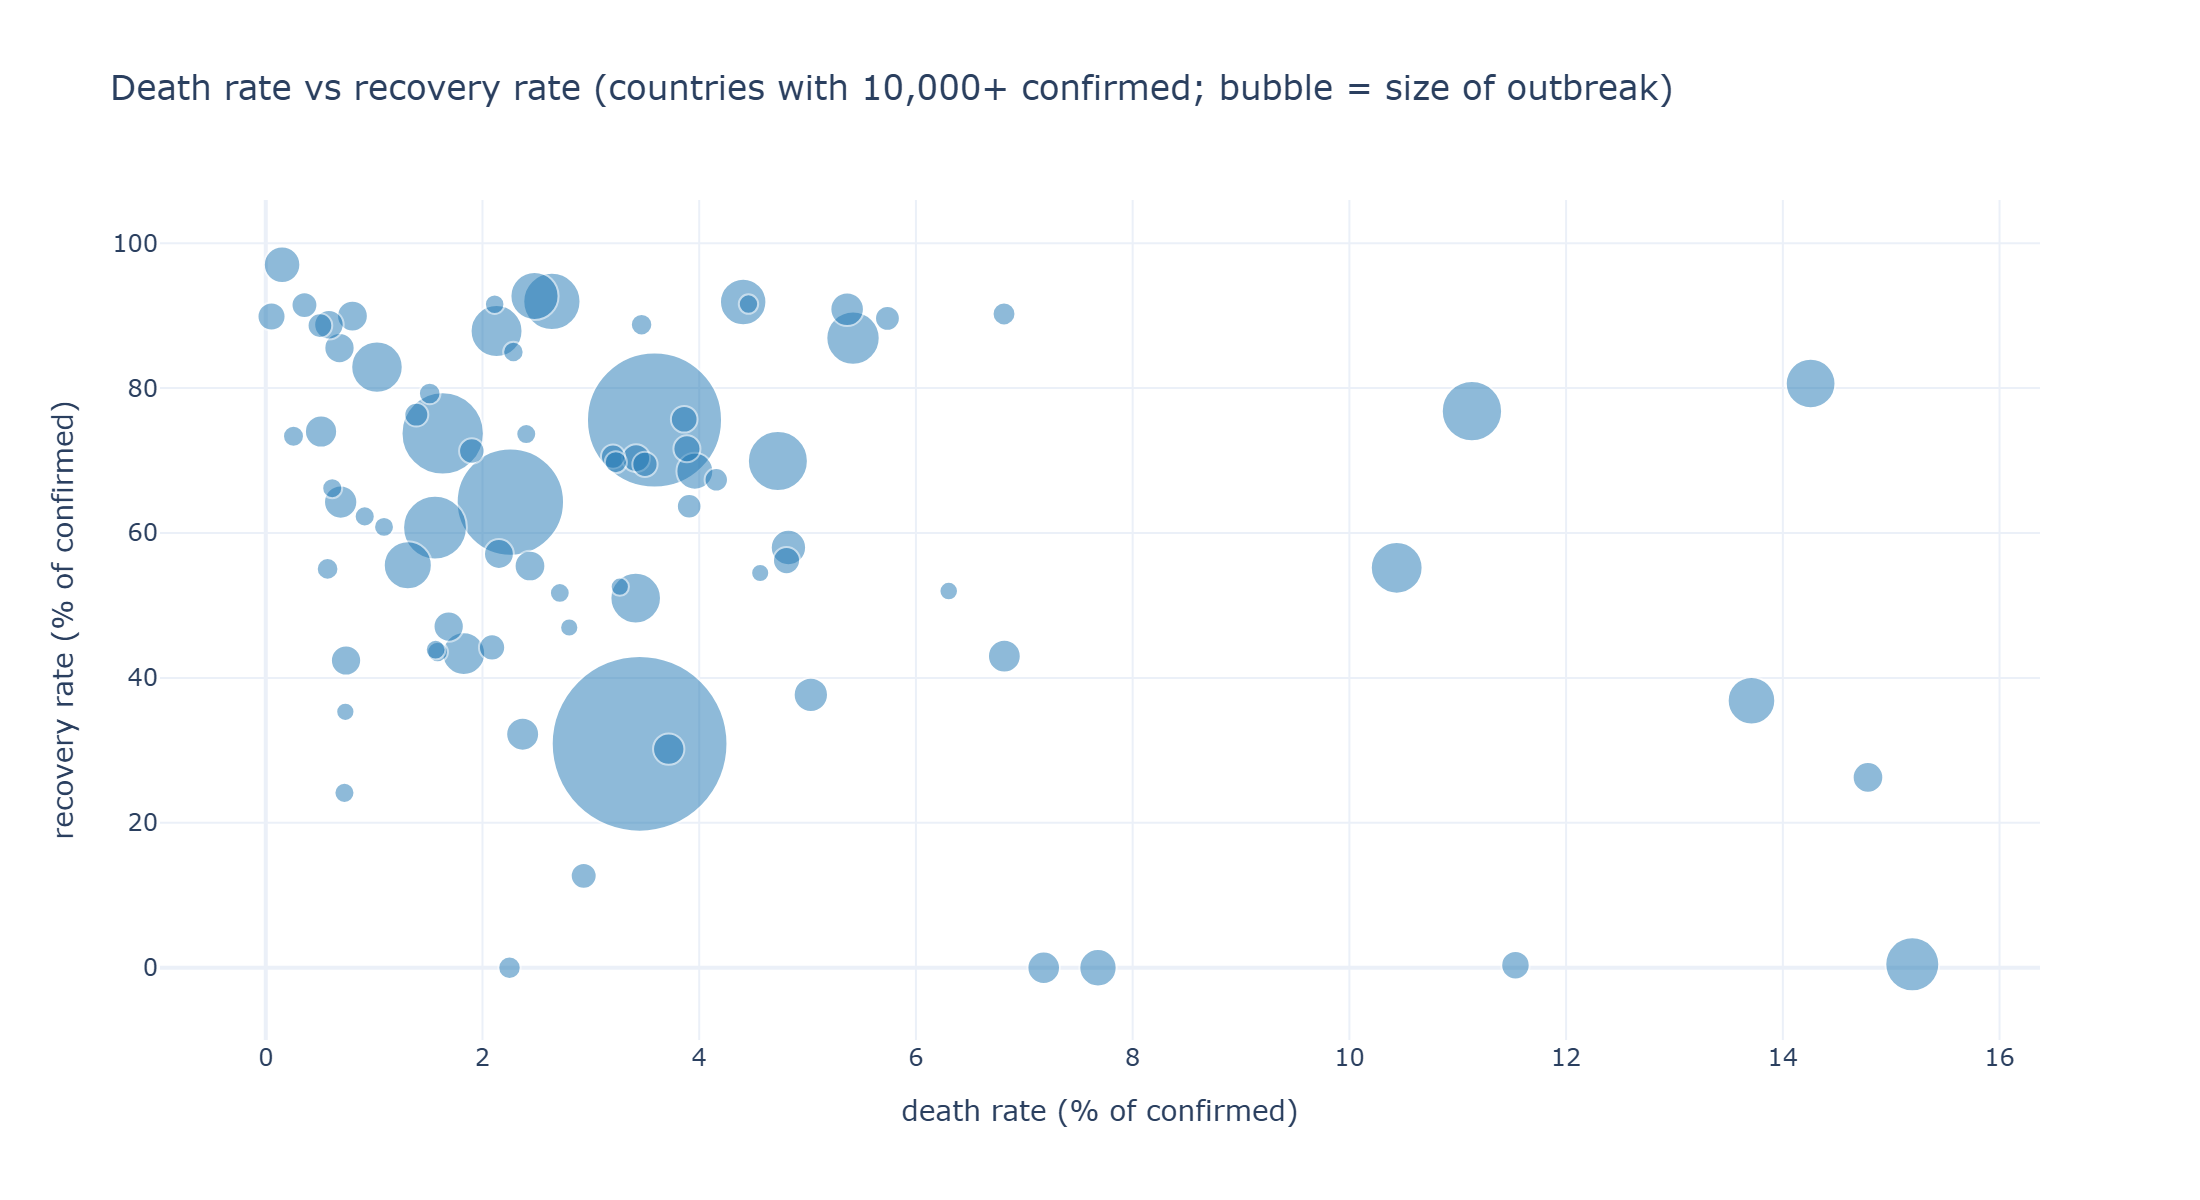 Death rate vs recovery rate (countries with 10,000+ confirmed; bubble = size of outbreak)
recovery rate (% of confirmed)
100
80
60
40
20
0
0 2 4 6 8 10 12 14 16
death rate (% of confirmed)